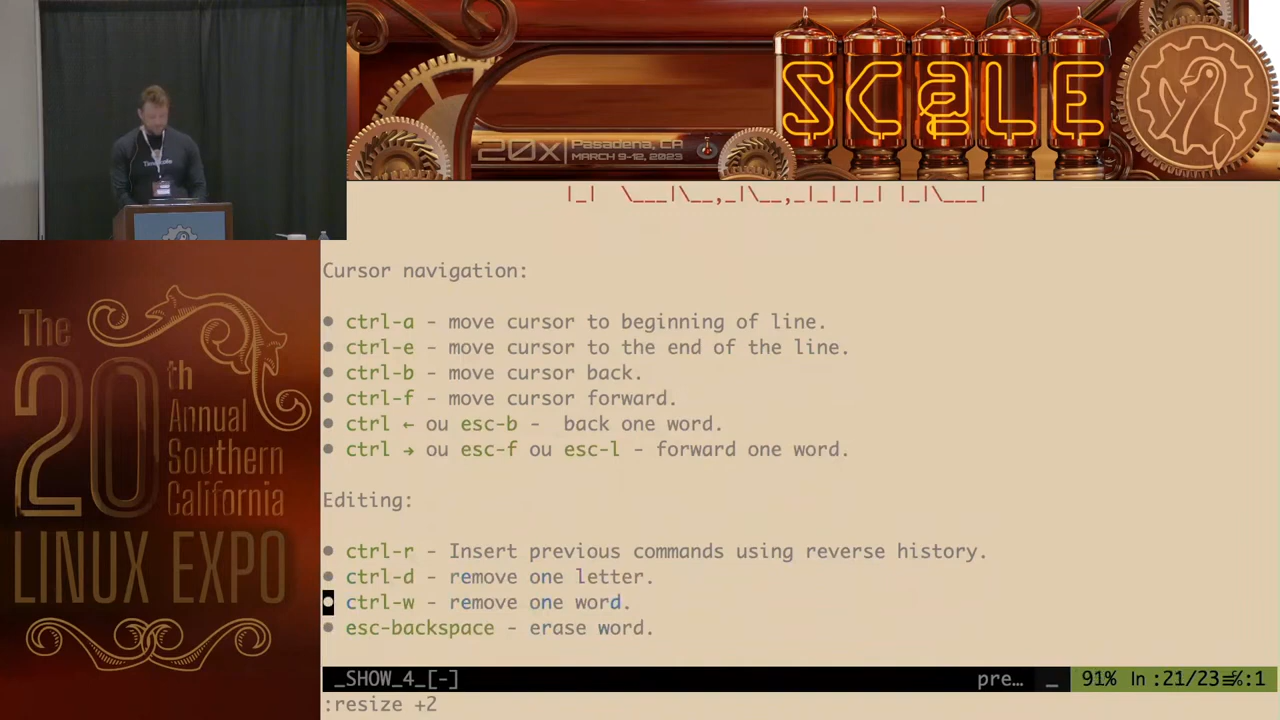 SCaLE
20x
Pasadena, CA
MARCH 9-12, 2023
|_| \___|\__,_|\__,_|_|_|_| |_|\___|
Cursor navigation:
● ctrl-a - move cursor to beginning of line.
● ctrl-e - move cursor to the end of the line.
● ctrl-b - move cursor back.
● ctrl-f - move cursor forward.
● ctrl ← ou esc-b -  back one word.
● ctrl → ou esc-f ou esc-l - forward one word.
Editing:
● ctrl-r - Insert previous commands using reverse history.
● ctrl-d - remove one letter.
● ctrl-w - remove one word.
● esc-backspace - erase word.
_SHOW_4_[-] pre… _ 91% ln :21/23≡%:1
:resize +2
The
20th
Annual
Southern
California
LINUX EXPO